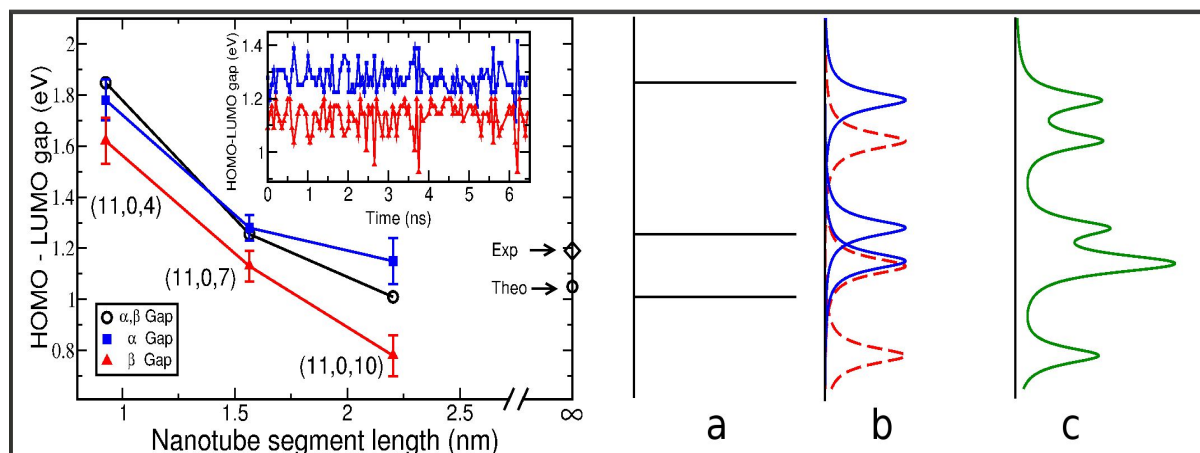 HOMO - LUMO gap (eV)
2
1.8
1.6
1.4
1.2
1
0.8
HOMO-LUMO gap (eV)
1.4
1.2
1
0 1 2 3 4 5 6
Time (ns)
(11,0,4)
(11,0,7)
(11,0,10)
Exp
Theo
α,β Gap
α Gap
β Gap
1 1.5 2 2.5 ∞
Nanotube segment length (nm)
a b c